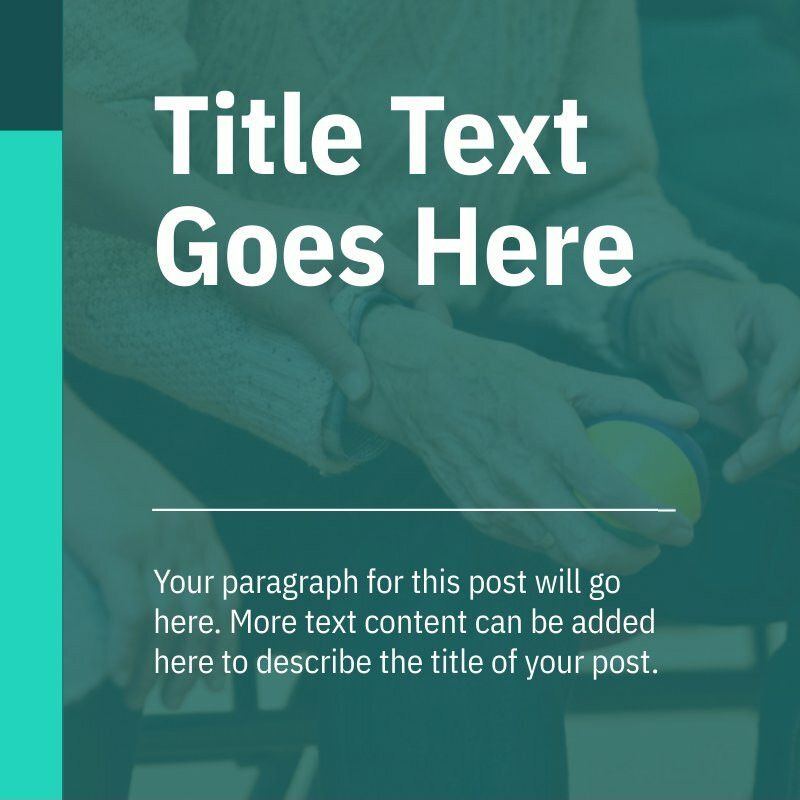 Title Text
Goes Here
Your paragraph for this post will go
here. More text content can be added
here to describe the title of your post.